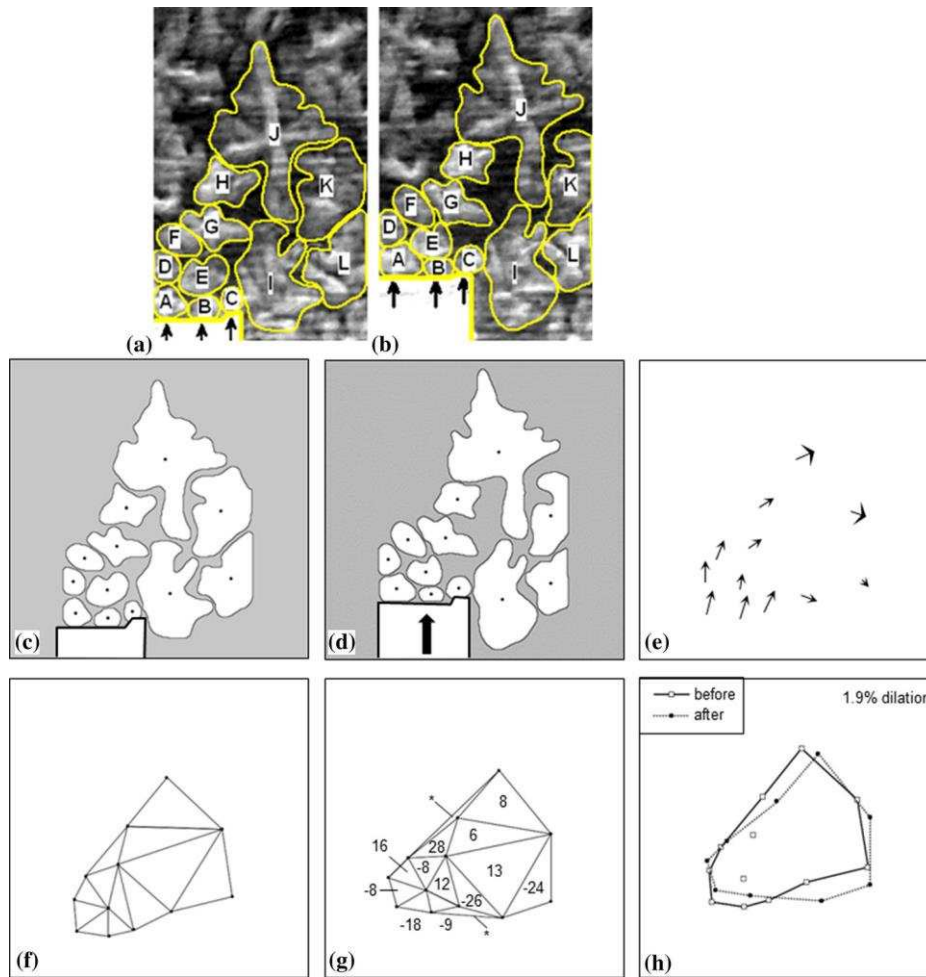 J
H
K
G
F
D
E
I
L
A
B
C
(a)
J
H
K
F
G
D
E
A
B
C
I
L
(b)
(c)
(d)
(e)
(f)
*
8
6
16
28
-8
13
-8
12
-24
-26
-18
-9
*
(g)
before
after
1.9% dilation
(h)